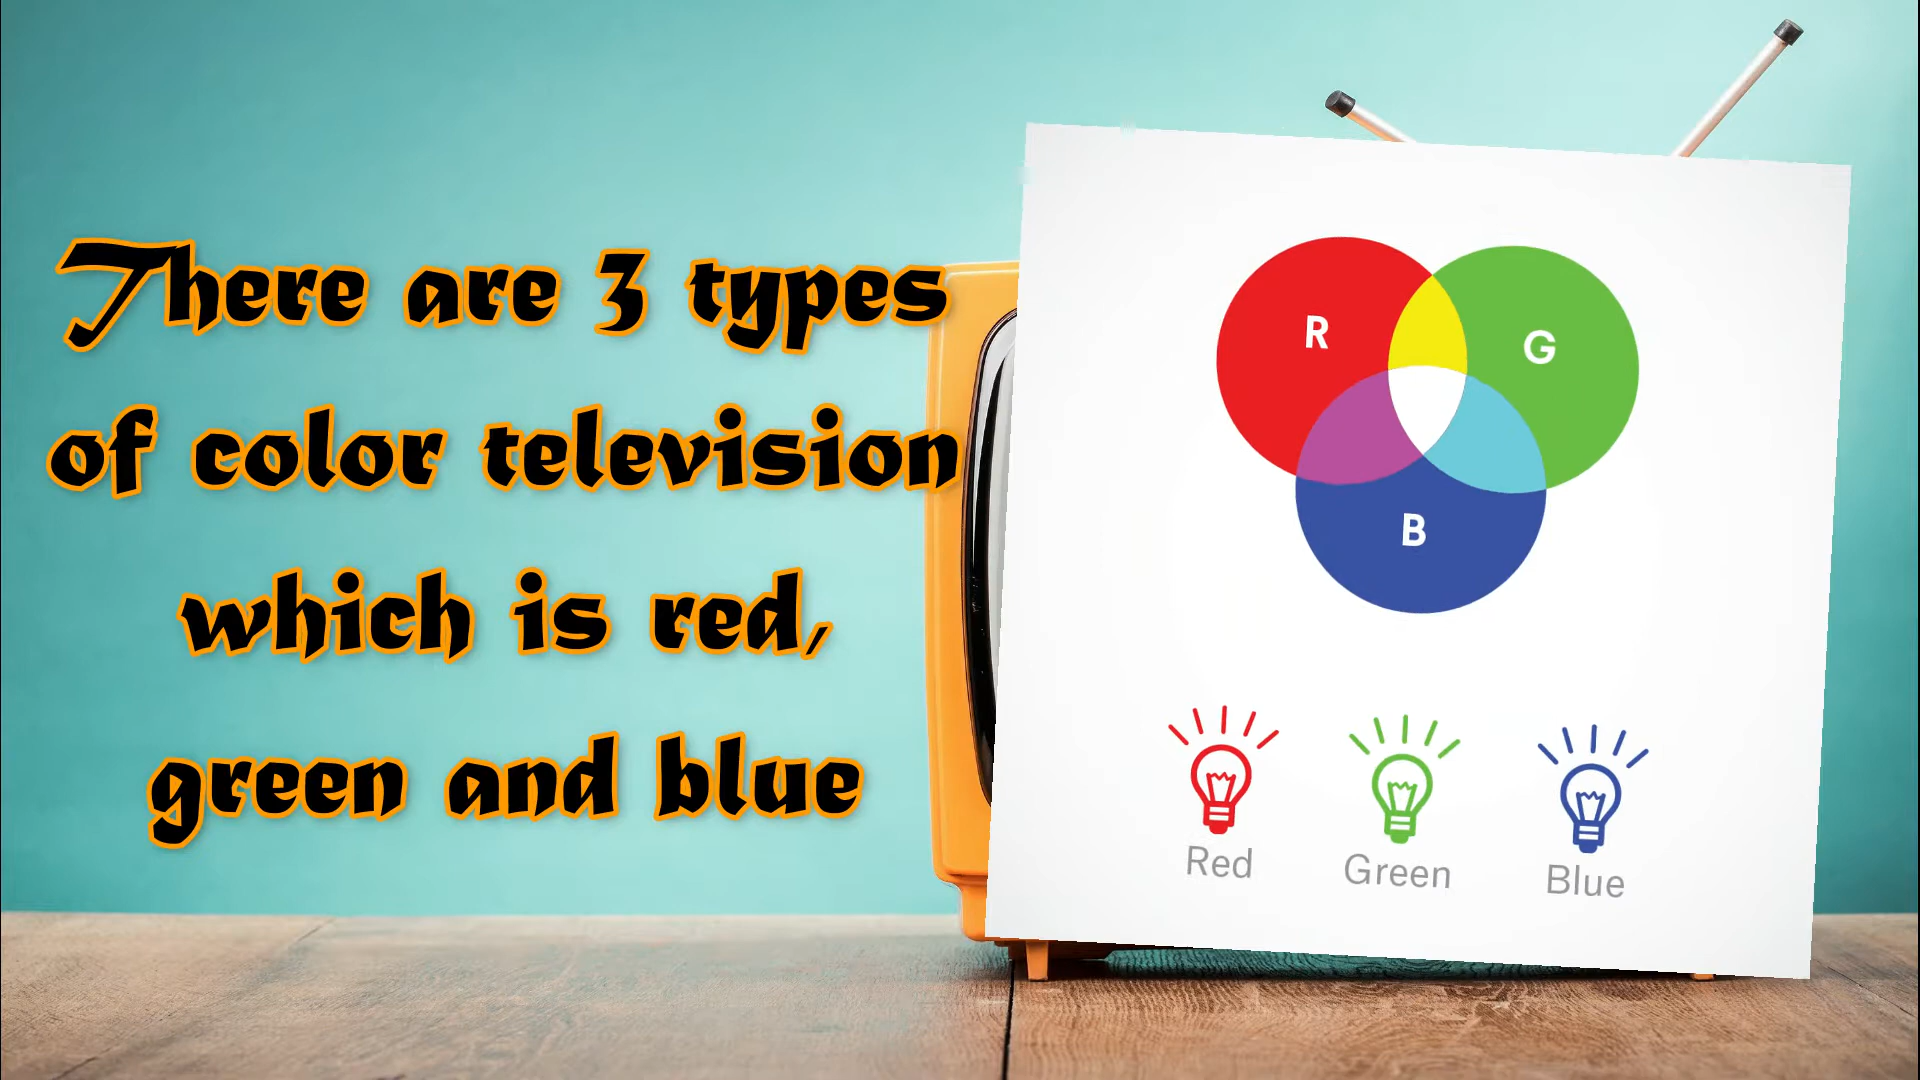 There are 3 types
of color television
which is red,
green and blue
R
G
B
Red
Green
Blue